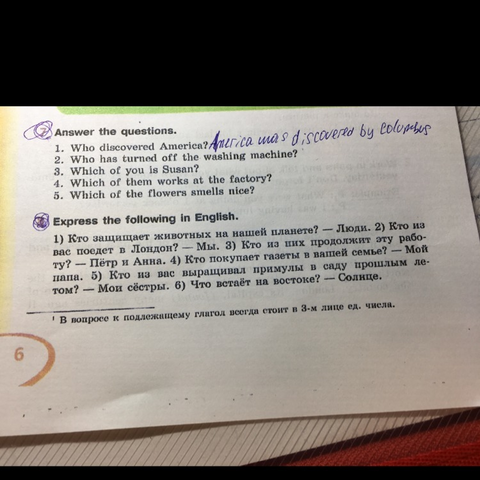 7 Answer the questions.
1. Who discovered America? America was discovered by Columbus
2. Who has turned off the washing machine?
3. Which of you is Susan?
4. Which of them works at the factory?
5. Which of the flowers smells nice?
Express the following in English.
1) Кто защищает животных на нашей планете? — Люди. 2) Кто из
вас поедет в Лондон? — Мы. 3) Кто из них продолжит эту рабо-
ту? — Пётр и Анна. 4) Кто покупает газеты в вашей семье? — Мой
папа. 5) Кто из вас выращивал примулы в саду прошлым ле-
том? — Мои сёстры. 6) Что встаёт на востоке? — Солнце.
¹ В вопросе к подлежащему глагол всегда стоит в 3-м лице ед. числа.
6